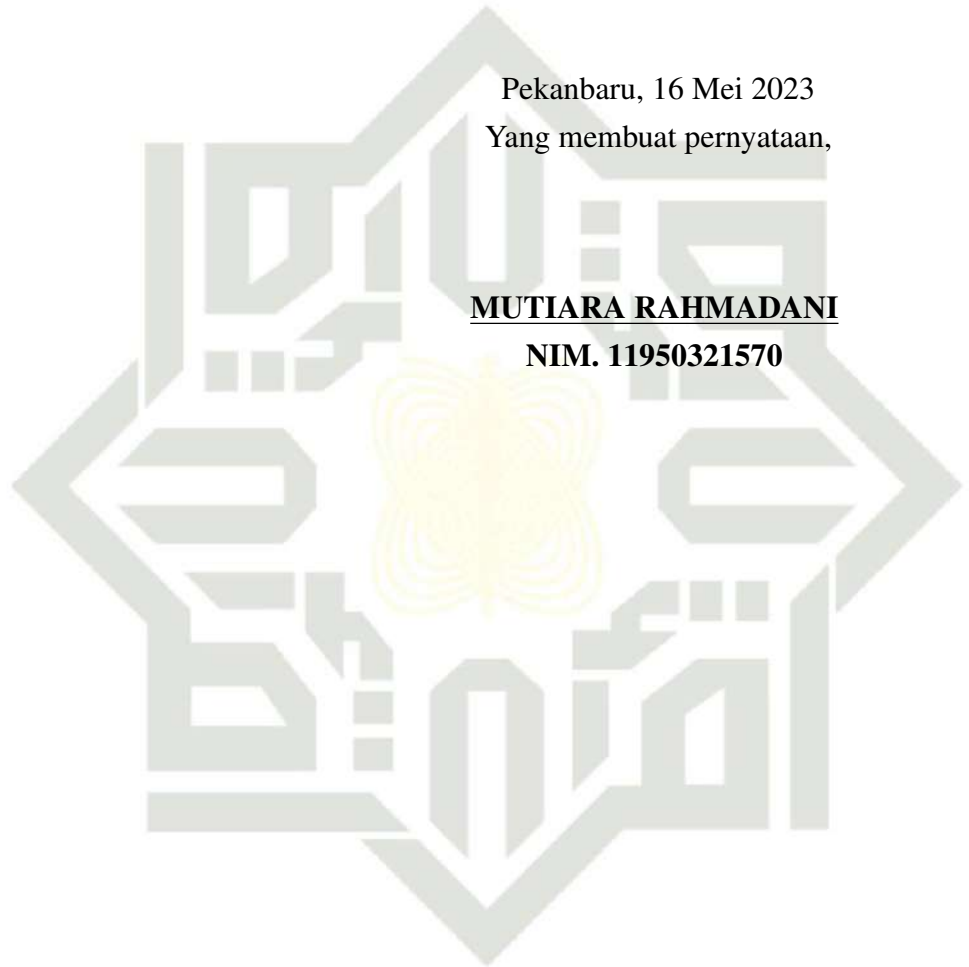 Pekanbaru, 16 Mei 2023
Yang membuat pernyataan,
MUTIARA RAHMADANI
NIM. 11950321570